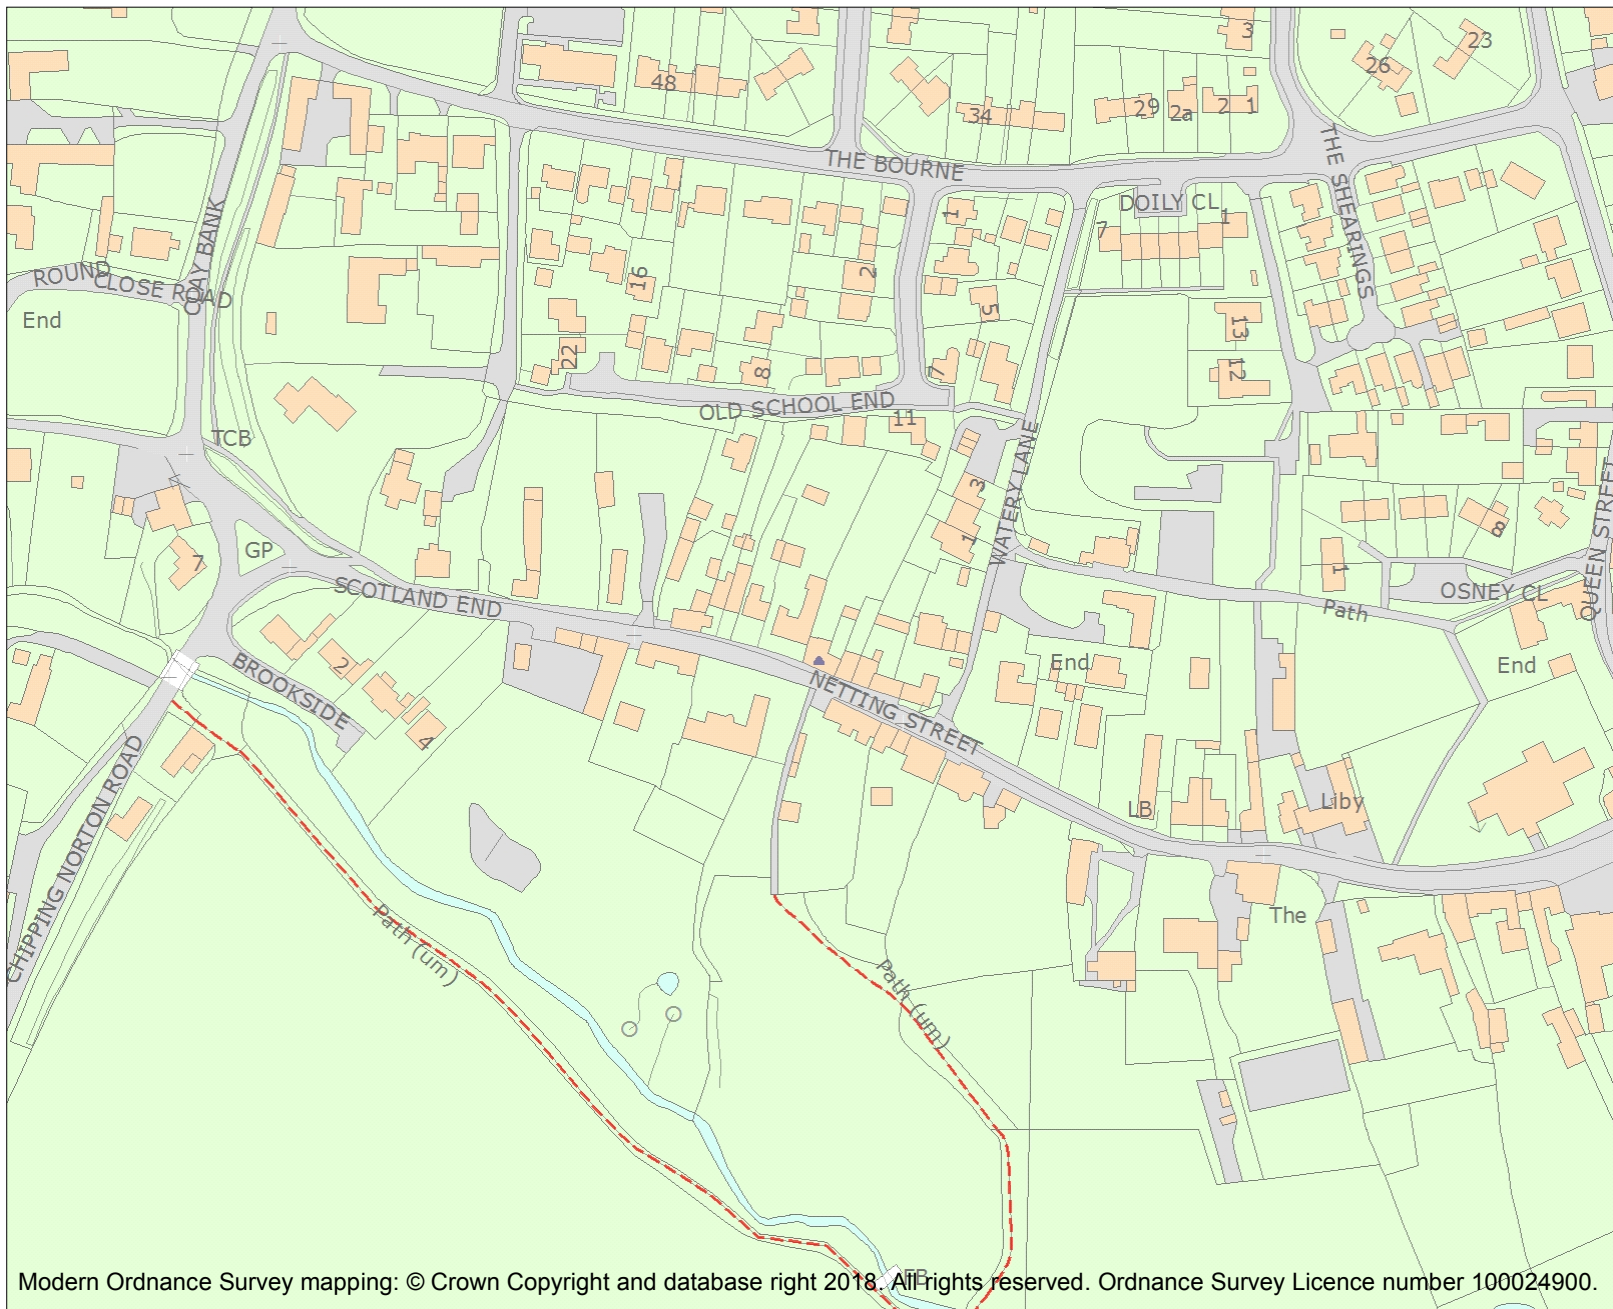 3
23
26
48
34
29
2a
2
1
THE BOURNE
THE SHEARINGS
DOILY CL
1
1
7
OAY BANK
ROUND
CLOSE ROAD
16
2
End
5
13
22
8
7
12
OLD SCHOOL END
11
TCB
WATERY LANE
QUEEN STREET
3
1
8
GP
7
1
SCOTLAND END
OSNEY CL
Path
BROOKSIDE
2
End
End
NETTING STREET
4
CHIPPING NORTON ROAD
LB
Liby
Path (um)
The
Path (um)
FB
Modern Ordnance Survey mapping: © Crown Copyright and database right 2018. All rights reserved. Ordnance Survey Licence number 100024900.